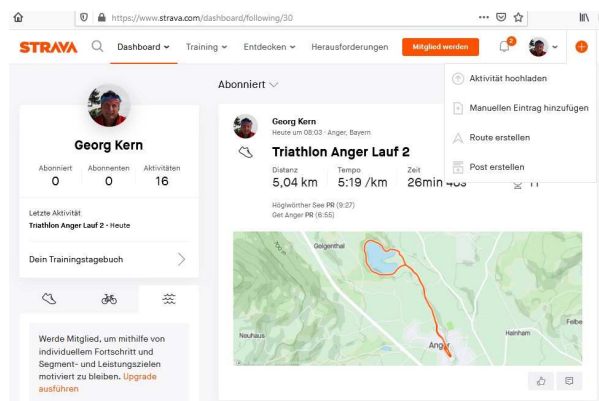 https://www.strava.com/dashboard/following/30
STRAVA
Dashboard
Training
Entdecken
Herausforderungen
Mitglied werden
2
Aktivität hochladen
Manuellen Eintrag hinzufügen
Route erstellen
Post erstellen
Georg Kern
Abonniert
Abonnenten
Aktivitäten
0
0
16
Letzte Aktivität
Triathlon Anger Lauf 2 • Heute
Dein Trainingstagebuch
Werde Mitglied, um mithilfe von
individuellem Fortschritt und
Segment- und Leistungszielen
motiviert zu bleiben. Upgrade
ausführen
Abonniert
Georg Kern
Heute um 08:03 · Anger, Bayern
Triathlon Anger Lauf 2
Distanz
Tempo
Zeit
5,04 km
5:19 /km
26min
Höglwörther See PR (9:27)
Get Anger PR (6:55)
700 m
Geigenthal
Neuhaus
Anger
Hainham
Felbe